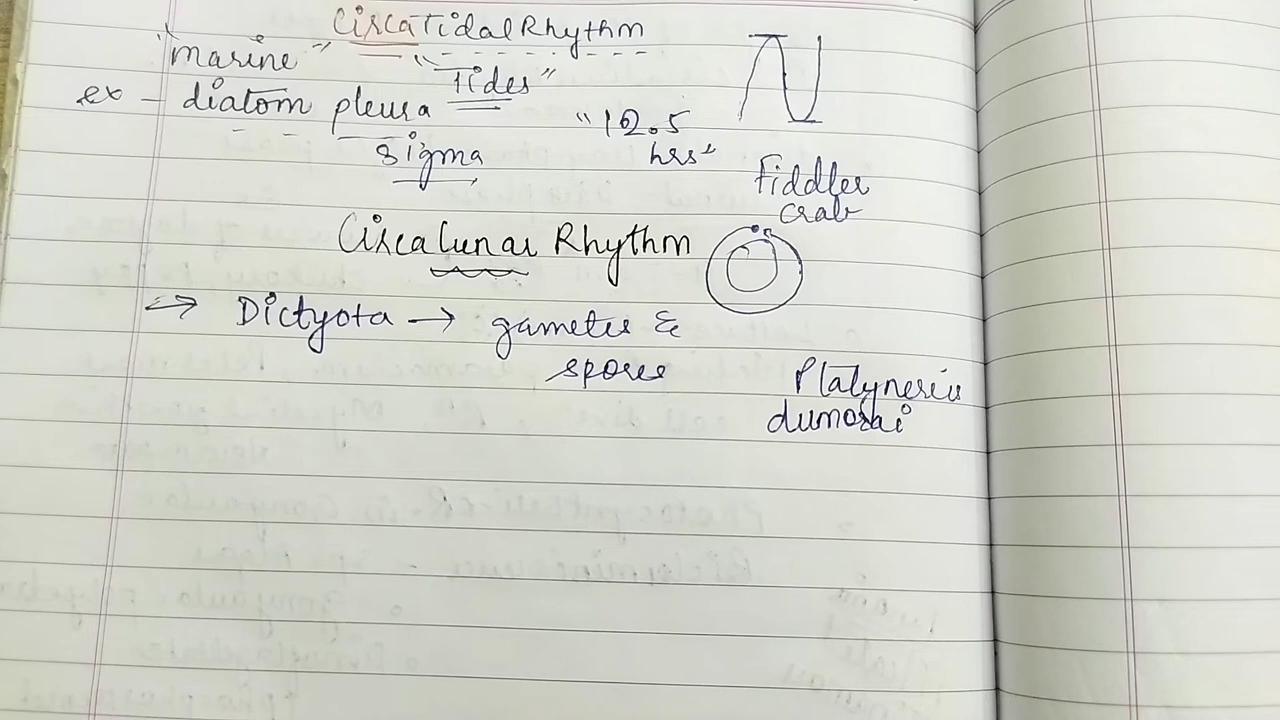 CircaTidal Rhythm
"marine"
"Tides"
ex - diatom pleura
sigma
"12.5
hrs"
Fiddler
crab
Circalunar Rhythm
⇒ Dictyota → gametes &
spores
Platynereis
dumorai